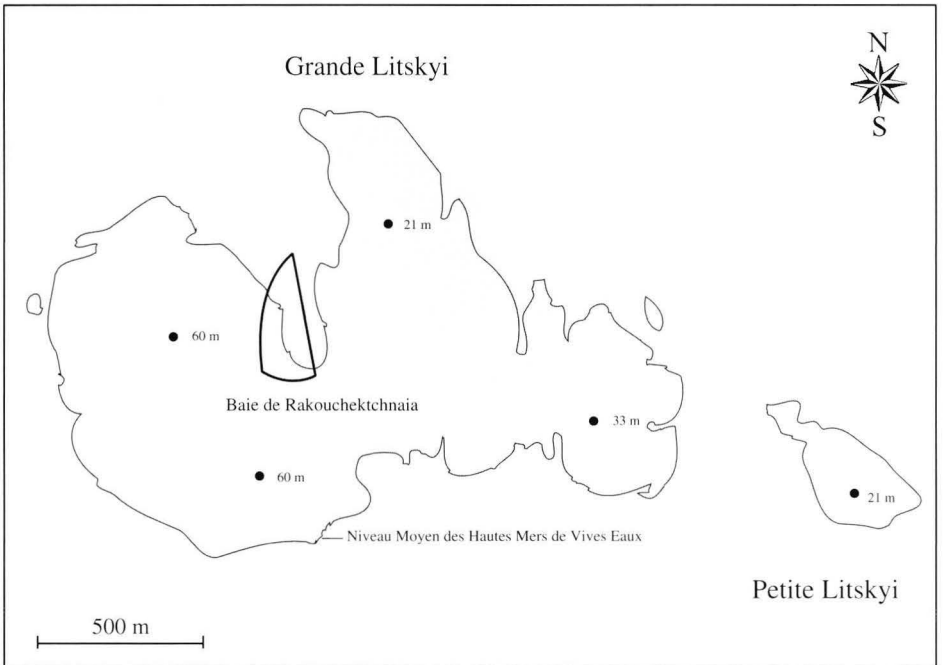 Grande Litskyi
N
S
21 m
60 m
Baie de Rakouchektchnaia
33 m
60 m
21 m
Niveau Moyen des Hautes Mers de Vives Eaux
Petite Litskyi
500 m